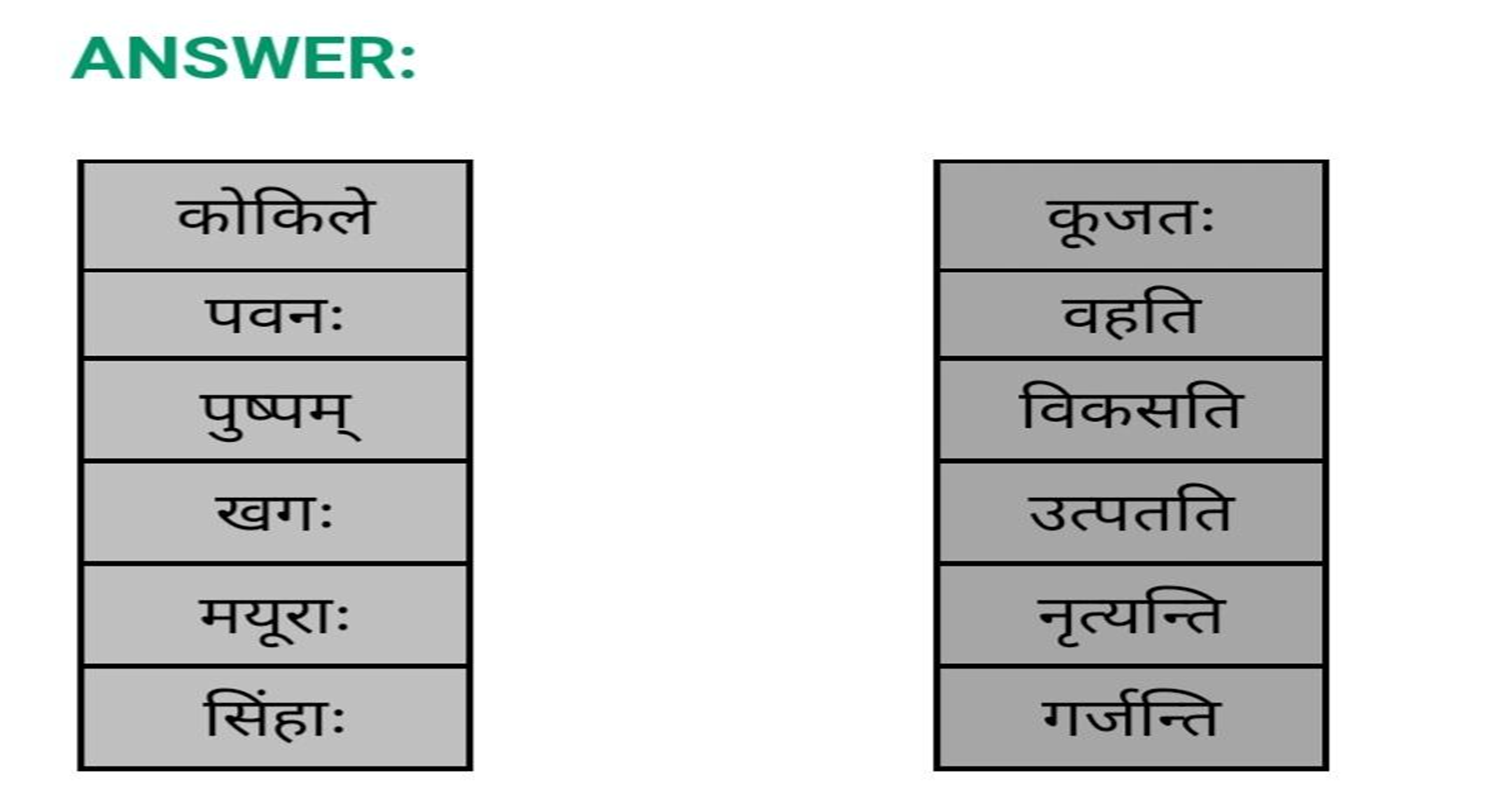 ANSWER:
कोकिले कूजतः
पवनः वहति
पुष्पम् विकसति
खगः उत्पतति
मयूराः नृत्यन्ति
सिंहाः गर्जन्ति